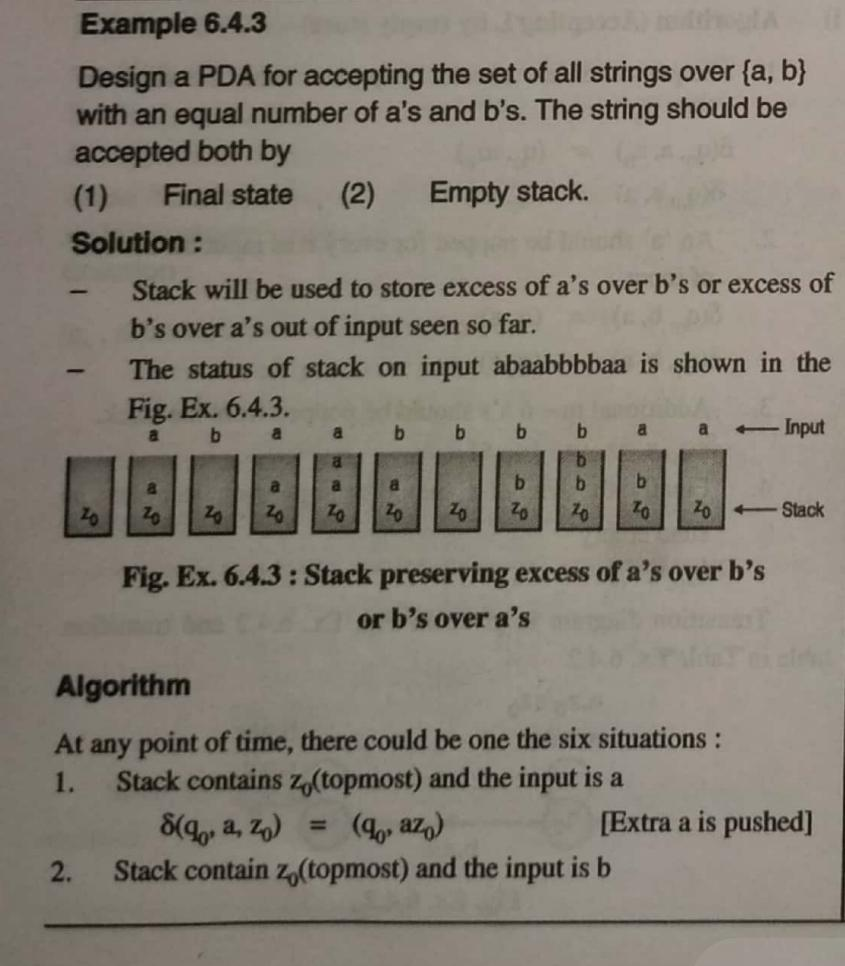 Example 6.4.3
Design a PDA for accepting the set of all strings over {a, b}
with an equal number of a's and b's. The string should be
accepted both by
(1) Final state (2) Empty stack.
Solution :
– Stack will be used to store excess of a's over b's or excess of
b's over a's out of input seen so far.
– The status of stack on input abaabbbbaa is shown in the
Fig. Ex. 6.4.3.
a b a a b b b b a a ← Input
a b
a a a a b b b
z₀ z₀ z₀ z₀ z₀ z₀ z₀ z₀ z₀ z₀ z₀ ← Stack
Fig. Ex. 6.4.3 : Stack preserving excess of a's over b's
or b's over a's
Algorithm
At any point of time, there could be one the six situations :
1. Stack contains z₀(topmost) and the input is a
δ(q₀, a, z₀) = (q₀, az₀) [Extra a is pushed]
2. Stack contain z₀(topmost) and the input is b